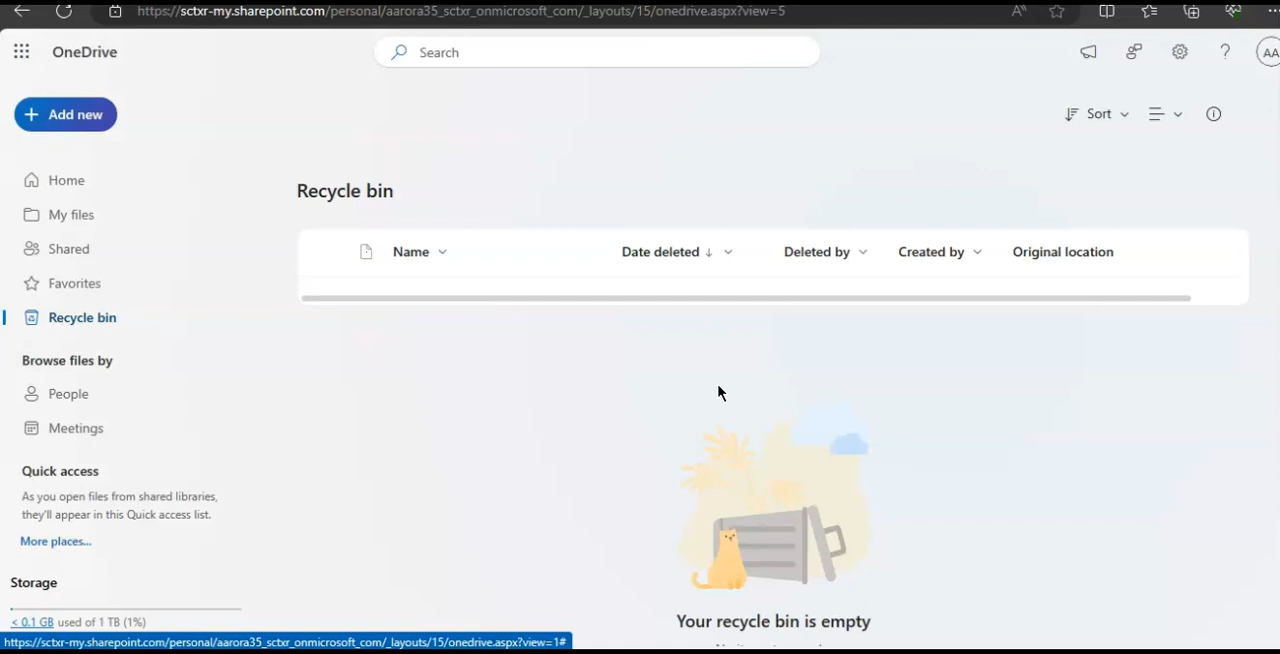 https://sctxr-my.sharepoint.com/personal/aarora35_sctxr_onmicrosoft_com/_layouts/15/onedrive.aspx?view=5
OneDrive
Search
AA
+ Add new
Sort
Home
My files
Shared
Favorites
Recycle bin
Browse files by
People
Meetings
Quick access
As you open files from shared libraries,
they'll appear in this Quick access list.
More places...
Storage
< 0.1 GB used of 1 TB (1%)
Recycle bin
Name Date deleted Deleted by Created by Original location
Your recycle bin is empty
https://sctxr-my.sharepoint.com/personal/aarora35_sctxr_onmicrosoft_com/_layouts/15/onedrive.aspx?view=1#